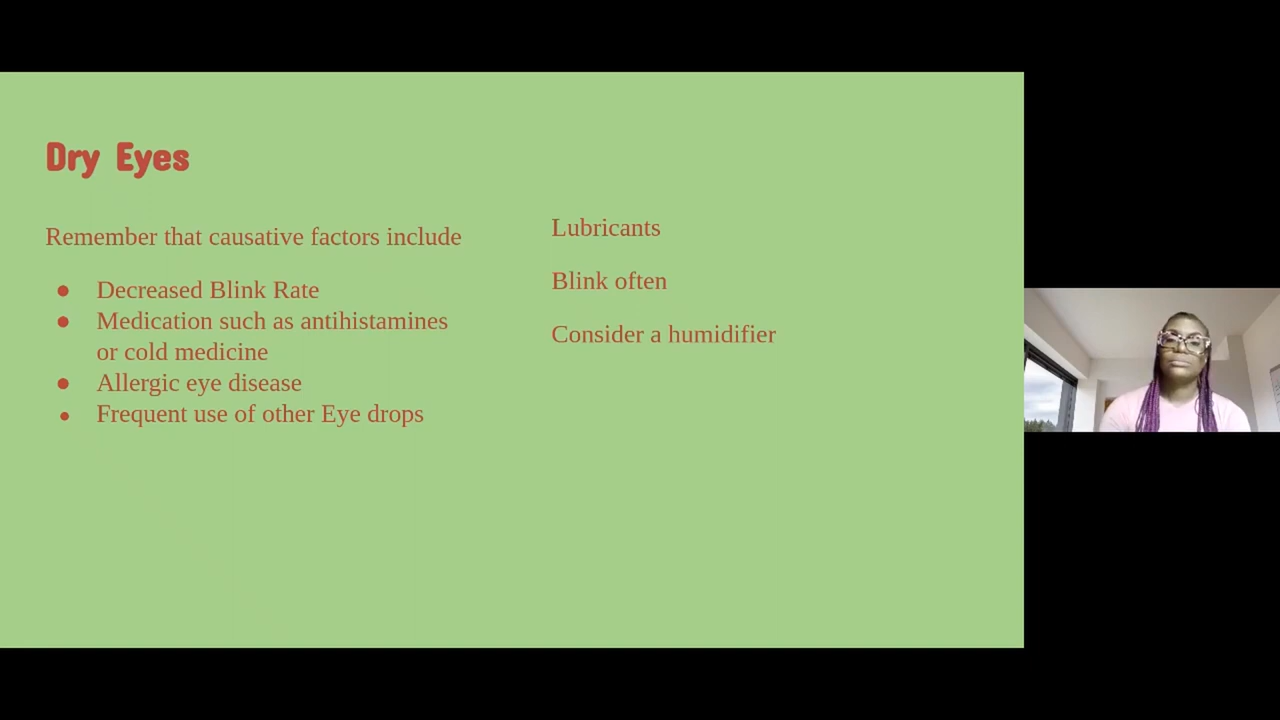 Dry Eyes
Remember that causative factors include
● Decreased Blink Rate
● Medication such as antihistamines
or cold medicine
● Allergic eye disease
● Frequent use of other Eye drops
Lubricants
Blink often
Consider a humidifier